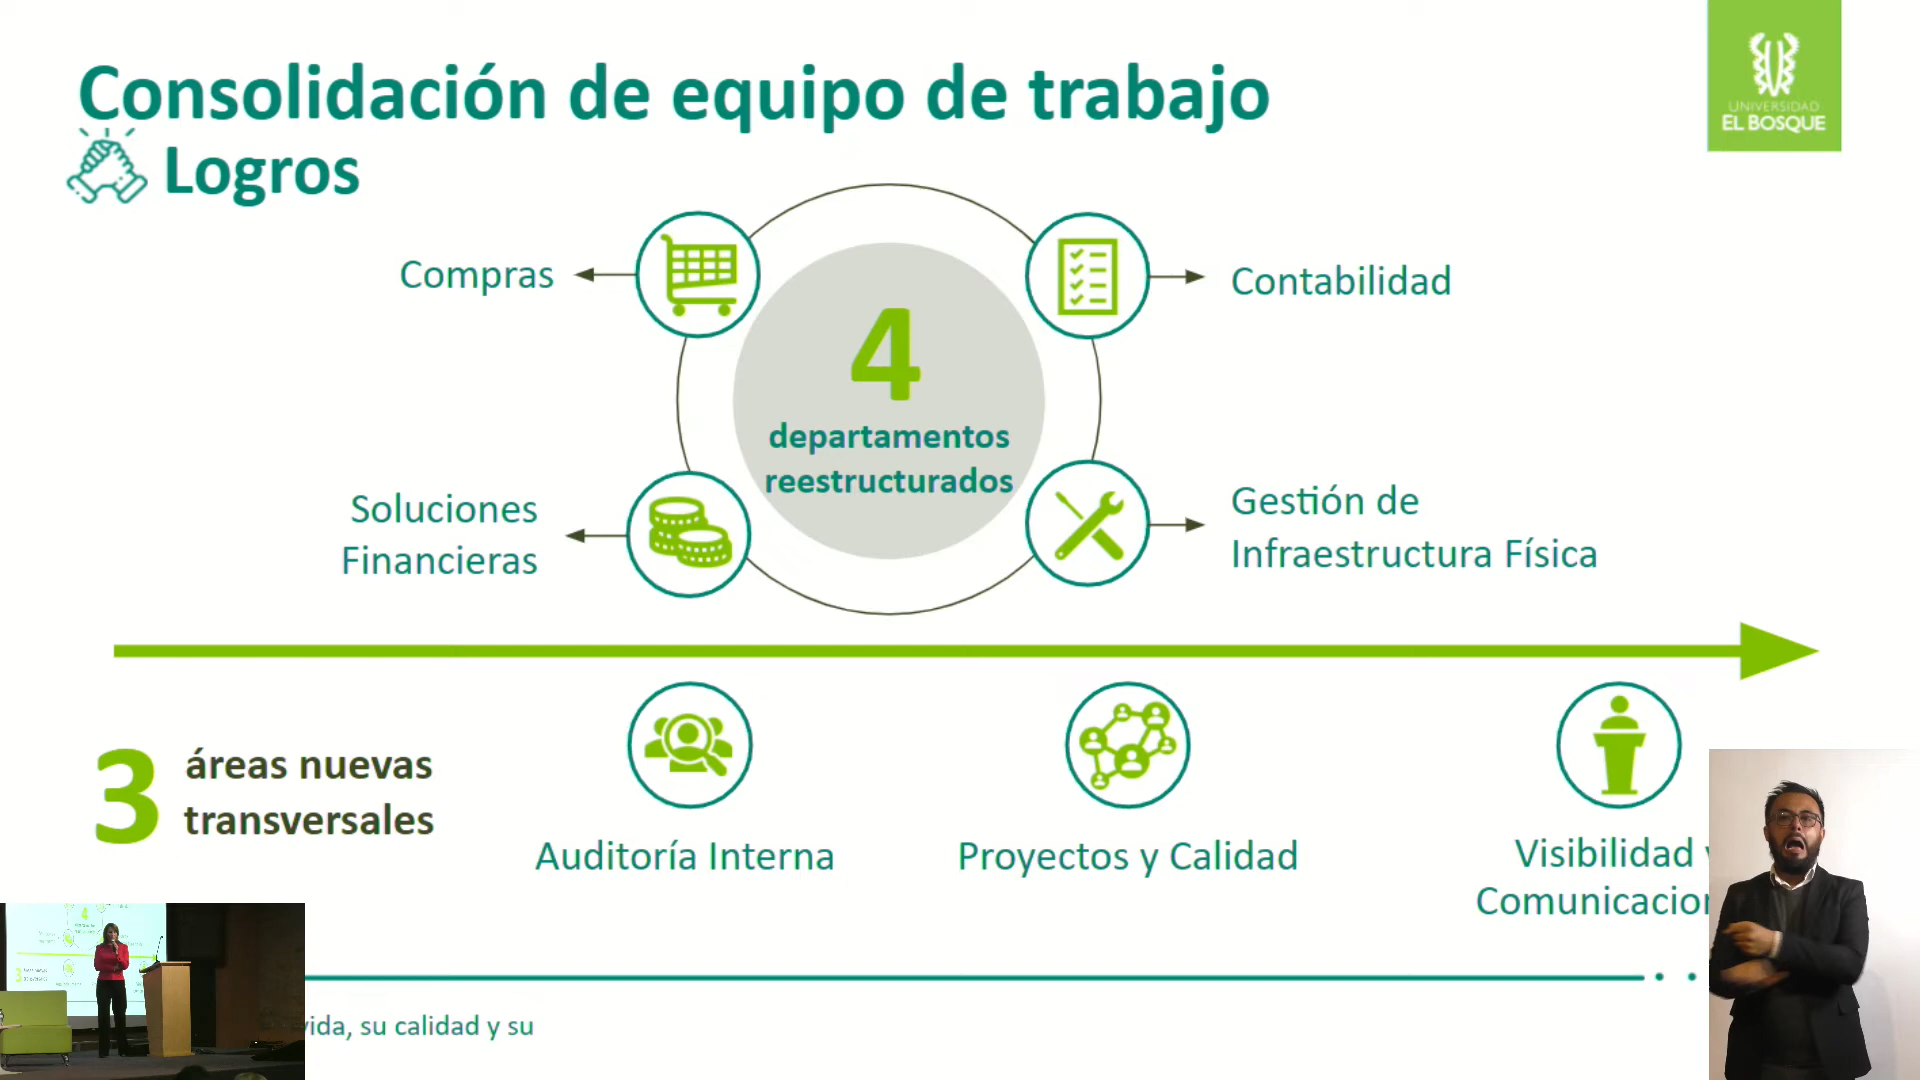 Consolidación de equipo de trabajo
Logros
UNIVERSIDAD
EL BOSQUE
Compras
Contabilidad
4
departamentos
reestructurados
Soluciones
Financieras
Gestión de
Infraestructura Física
3
áreas nuevas
transversales
Auditoría Interna
Proyectos y Calidad
Visibilidad
vida, su calidad y su